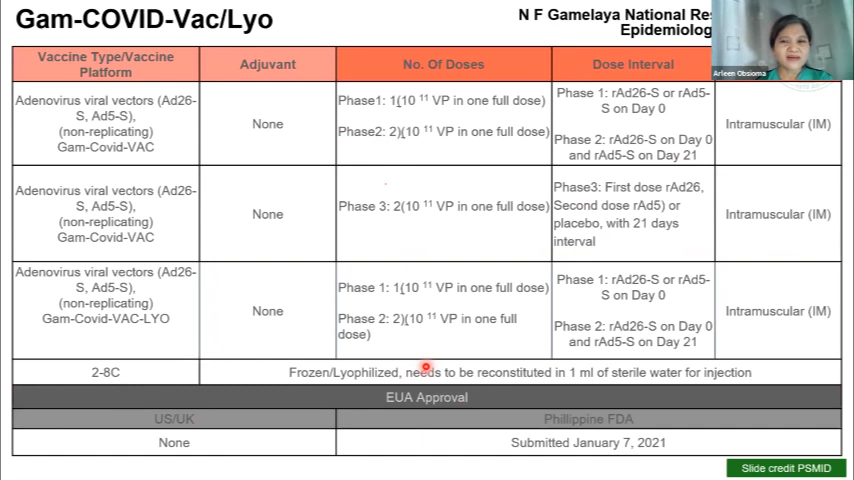 Gam-COVID-Vac/Lyo
N F Gamelaya National Res
Epidemiolog
Arleen Obsioma
Vaccine Type/Vaccine
Platform
Adjuvant
No. Of Doses
Dose Interval
Adenovirus viral vectors (Ad26-
S, Ad5-S),
(non-replicating)
Gam-Covid-VAC
None
Phase1: 1(10 11 VP in one full dose)
Phase2: 2)(10 11 VP in one full dose)
Phase 1: rAd26-S or rAd5-
S on Day 0
Phase 2: rAd26-S on Day 0
and rAd5-S on Day 21
Intramuscular (IM)
Adenovirus viral vectors (Ad26-
S, Ad5-S),
(non-replicating)
Gam-Covid-VAC
None
Phase 3: 2(10 11 VP in one full dose)
Phase3: First dose rAd26,
Second dose rAd5) or
placebo, with 21 days
interval
Intramuscular (IM)
Adenovirus viral vectors (Ad26-
S, Ad5-S),
(non-replicating)
Gam-Covid-VAC-LYO
None
Phase 1: 1(10 11 VP in one full dose)
Phase 2: 2)(10 11 VP in one full
dose)
Phase 1: rAd26-S or rAd5-
S on Day 0
Phase 2: rAd26-S on Day 0
and rAd5-S on Day 21
Intramuscular (IM)
2-8C
Frozen/Lyophilized, needs to be reconstituted in 1 ml of sterile water for injection
EUA Approval
US/UK
Phillippine FDA
None
Submitted January 7, 2021
Slide credit PSMID